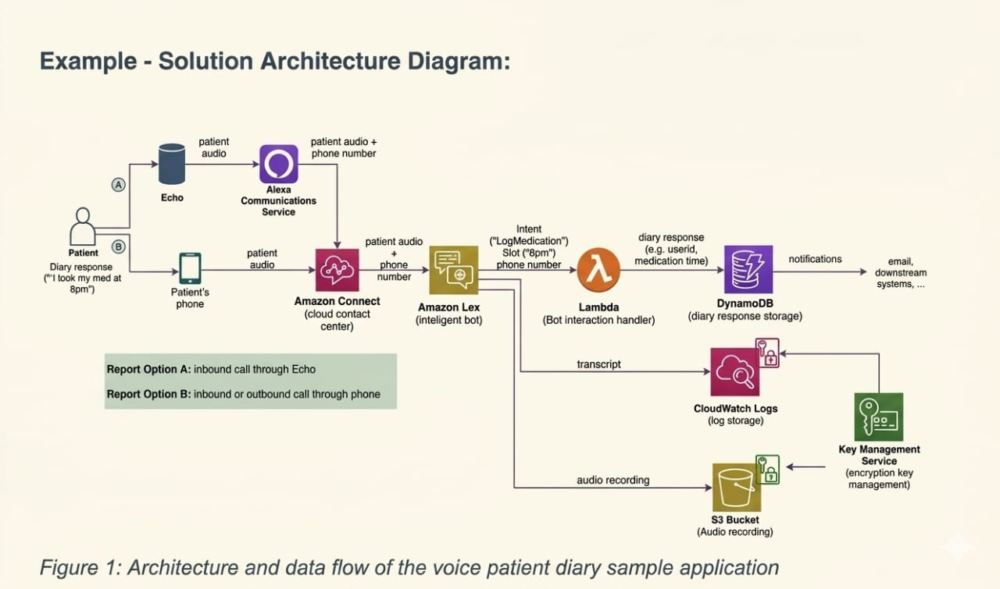 Example - Solution Architecture Diagram:
patient
audio
patient audio +
phone number
A
Echo
Alexa
Communications
Service
B
Patient
Diary response
("'I took my med at
8pm")
Patient's
phone
patient
audio
Amazon Connect
(cloud contact
center)
patient audio
+
phone
number
Amazon Lex
(inteligent bot)
Intent
("LogMedication")
Slot ("8pm")
phone number
Lambda
(Bot interaction handler)
diary response
(e.g. userid,
medication time)
DynamoDB
(diary response storage)
notifications
email,
downstream
systems, ...
Report Option A: inbound call through Echo
Report Option B: inbound or outbound call through phone
transcript
CloudWatch Logs
(log storage)
Key Management
Service
(encryption key
management)
audio recording
S3 Bucket
(Audio recording)
Figure 1: Architecture and data flow of the voice patient diary sample application